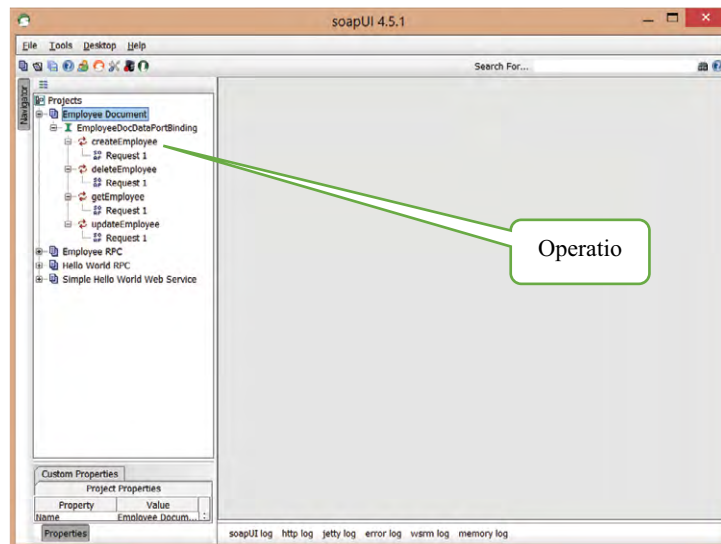 soapUI 4.5.1
File Tools Desktop Help
Search For...
Navigator
Projects
Employee Document
EmployeeDocDataPortBinding
createEmployee
Request 1
deleteEmployee
Request 1
getEmployee
Request 1
updateEmployee
Request 1
Employee RPC
Hello World RPC
Simple Hello World Web Service
Operatio
Custom Properties
Project Properties
Property Value
Name Employee Docum...
Properties
soapUI log http log jetty log error log wsrm log memory log